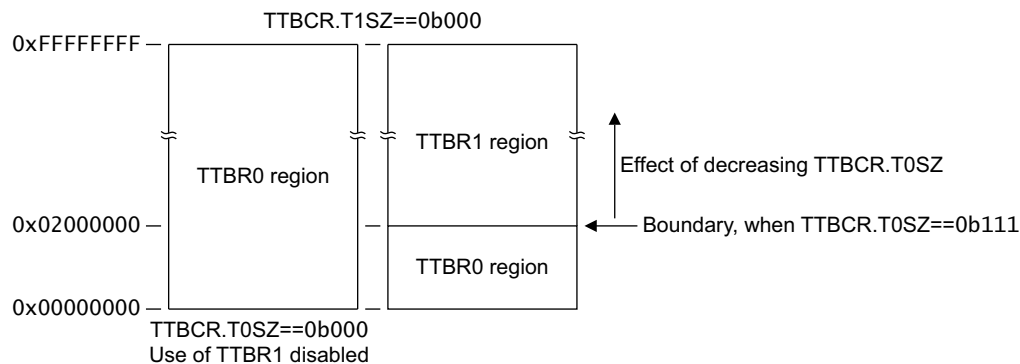 TTBCR.T1SZ==0b000
0xFFFFFFFF
TTBR1 region
TTBR0 region
Effect of decreasing TTBCR.T0SZ
0x02000000
Boundary, when TTBCR.T0SZ==0b111
TTBR0 region
0x00000000
TTBCR.T0SZ==0b000
Use of TTBR1 disabled